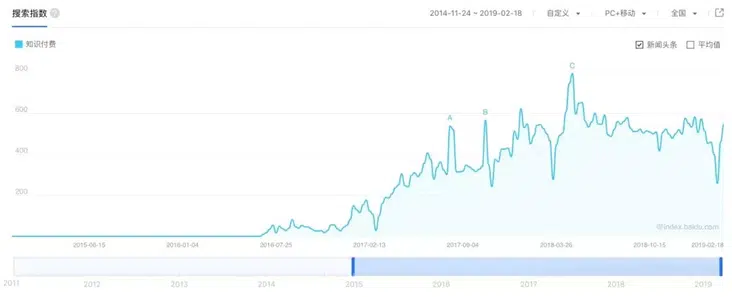 搜索指数 ? 2014-11-24 ~ 2019-02-18 自定义 PC+移动 全国
知识付费 新闻头条 平均值
800
C
600
A B
400
200
@index.baidu.com
2015-06-15 2016-01-04 2016-07-25 2017-02-13 2017-09-04 2018-03-26 2018-10-15 2019-02-18
2011 2012 2013 2014 2015 2016 2017 2018 2019